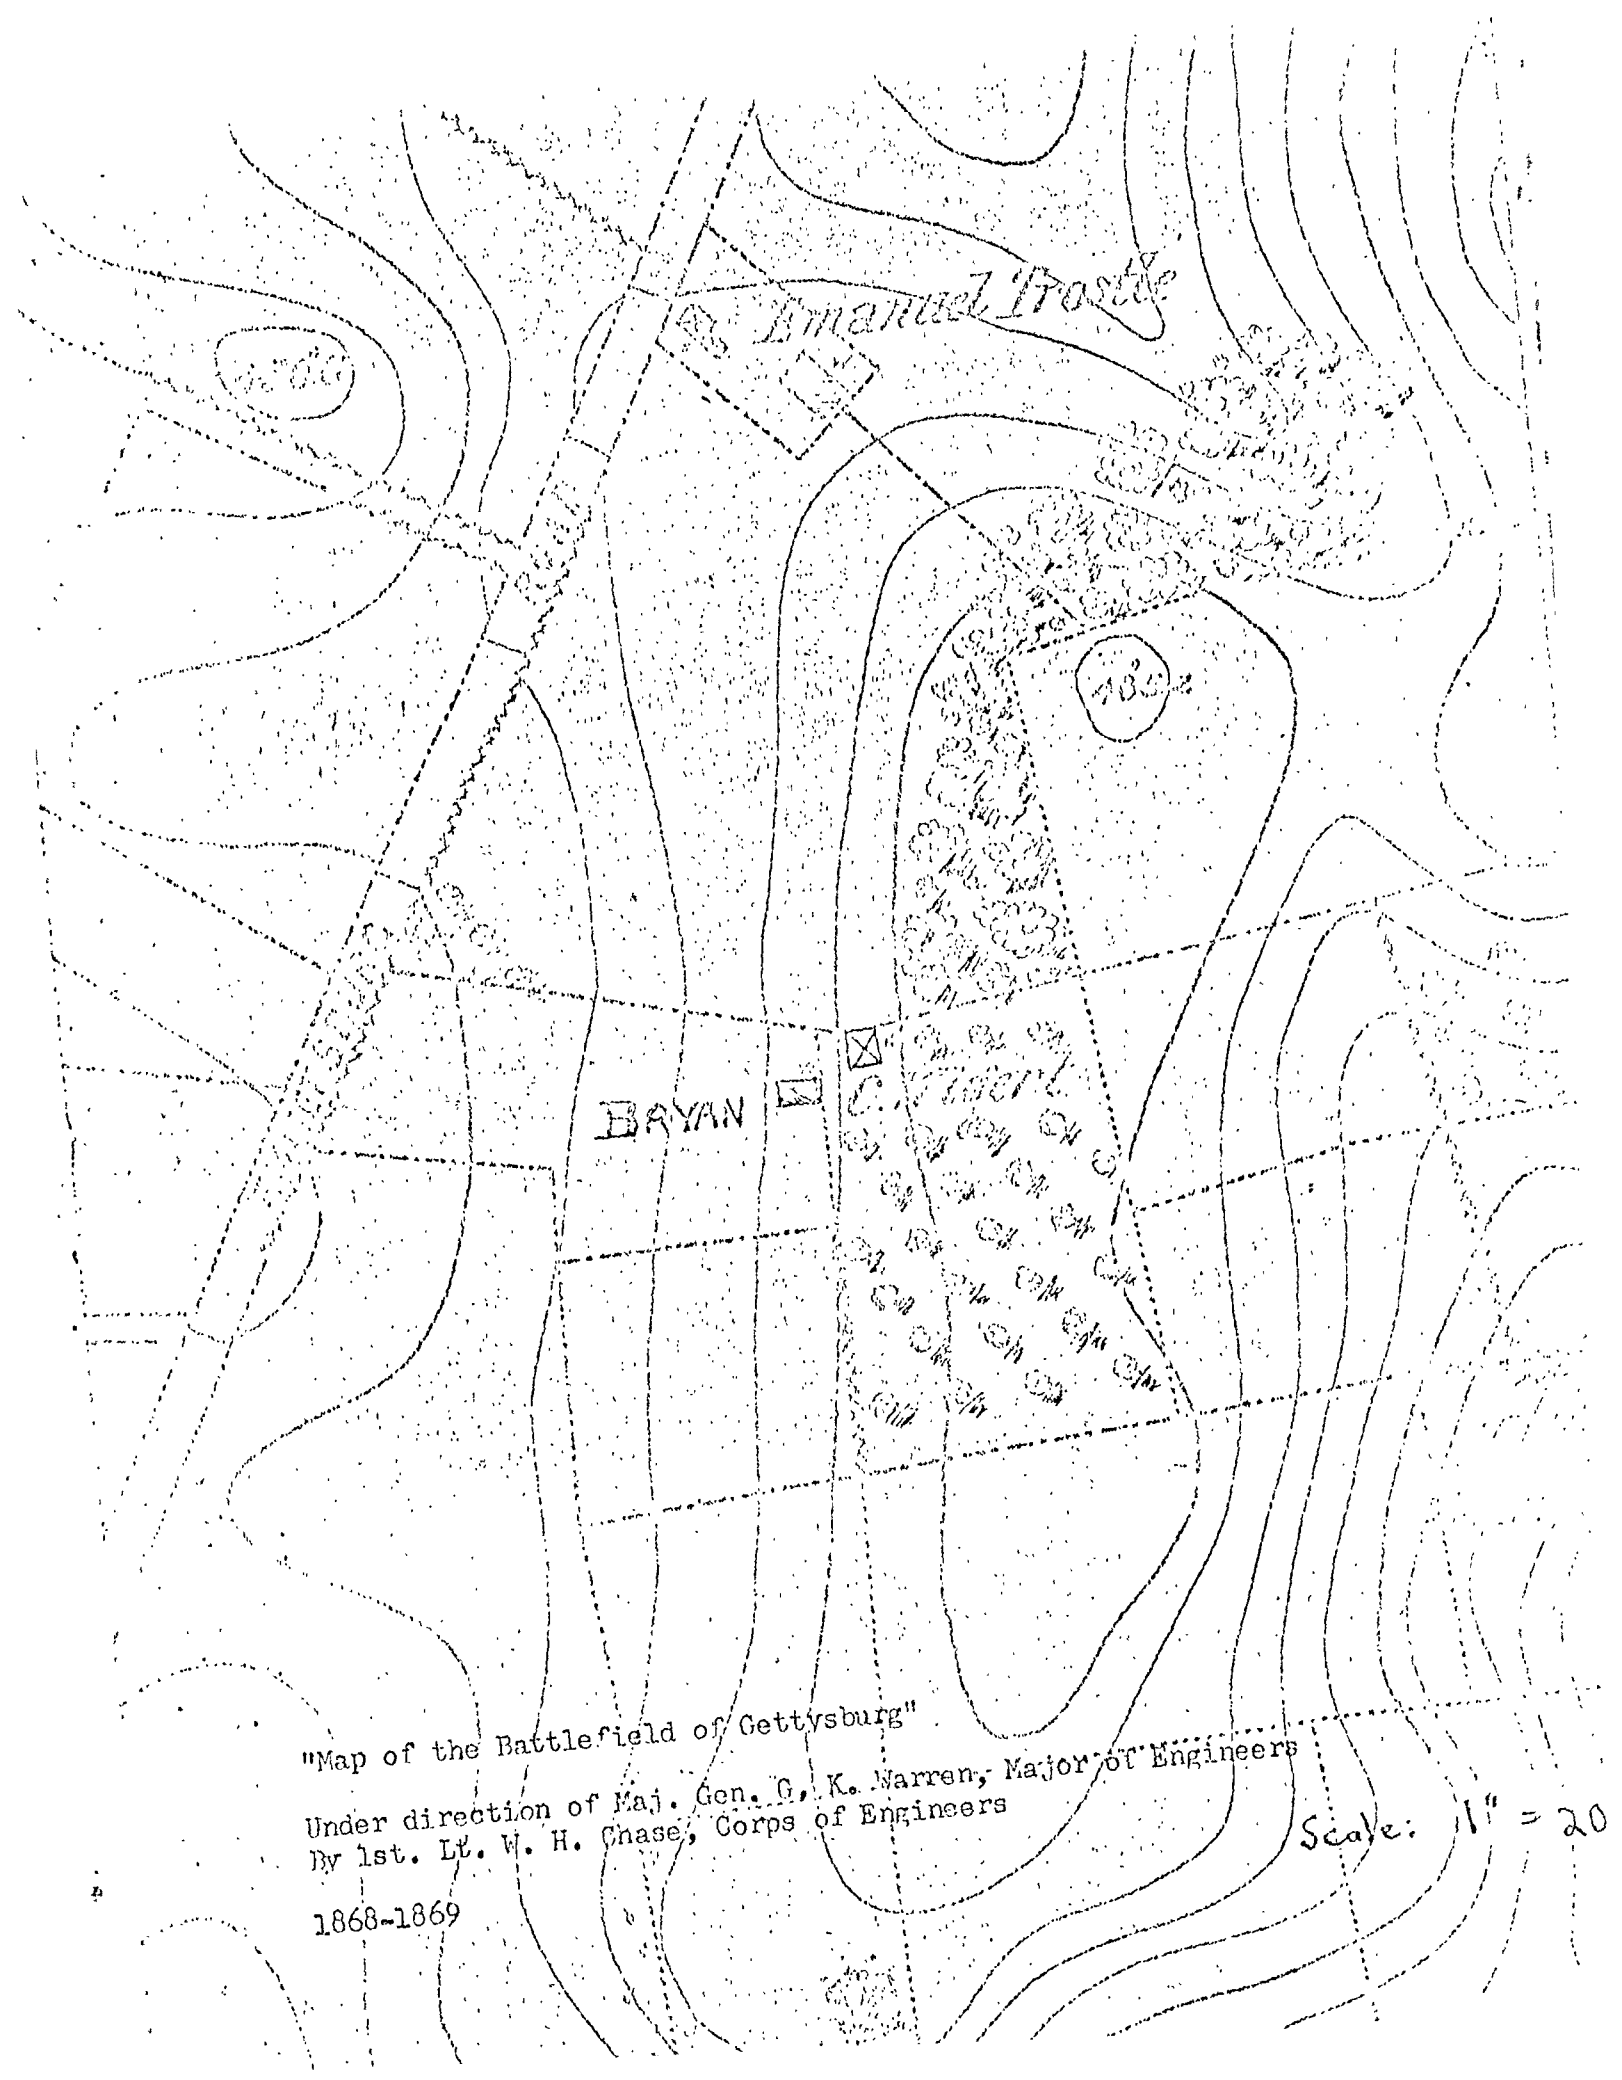 Emanuel Trostle
BRYAN
"Map of the Battlefield of Gettysburg"
Under direction of Maj. Gen. G. K. Warren, Major of Engineers
By 1st. Lt. W. H. Chase, Corps of Engineers
Scale: 1" = 20
1868-1869